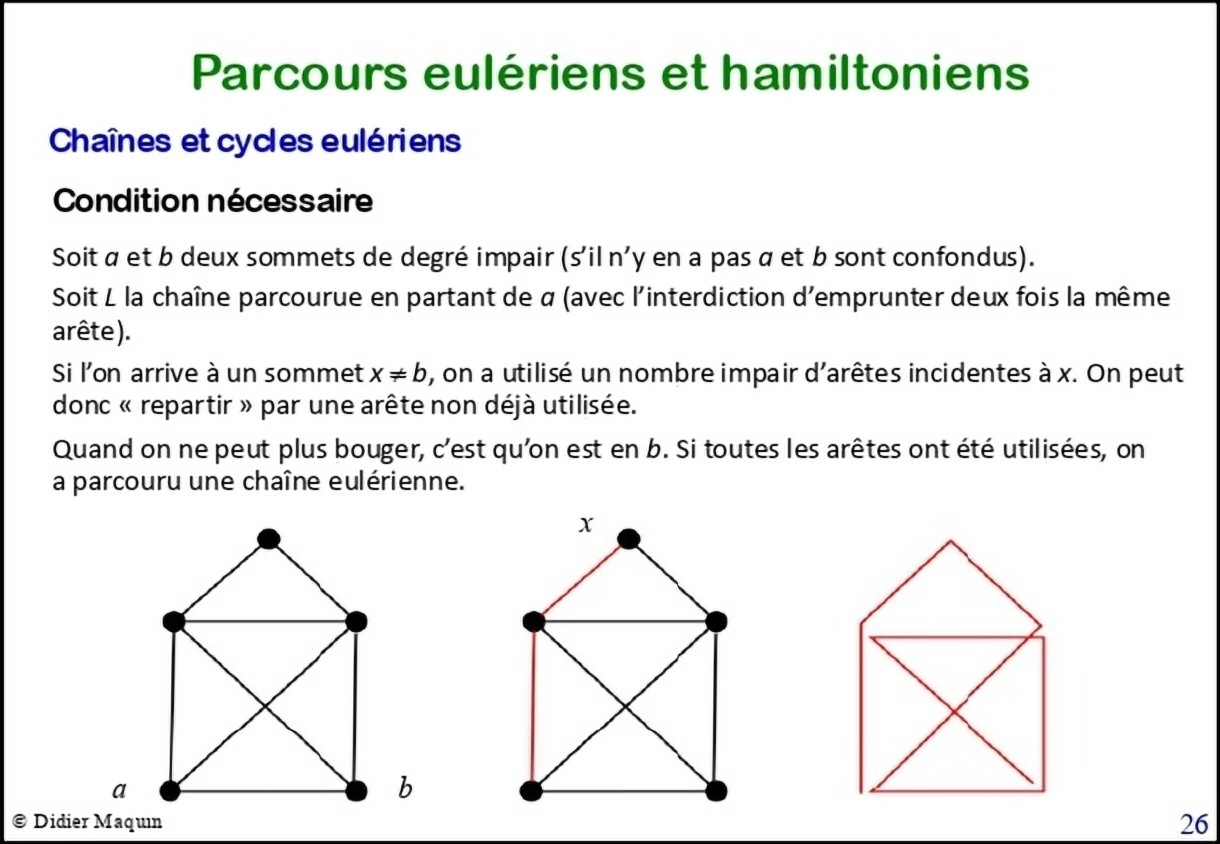 Parcours eulériens et hamiltoniens
Chaînes et cycles eulériens
Condition nécessaire
Soit a et b deux sommets de degré impair (s’il n’y en a pas a et b sont confondus).
Soit L la chaîne parcourue en partant de a (avec l’interdiction d’emprunter deux fois la même
arête).
Si l’on arrive à un sommet x ≠ b, on a utilisé un nombre impair d’arêtes incidentes à x. On peut
donc « repartir » par une arête non déjà utilisée.
Quand on ne peut plus bouger, c’est qu’on est en b. Si toutes les arêtes ont été utilisées, on
a parcouru une chaîne eulérienne.
x
a
b
© Didier Maquin
26